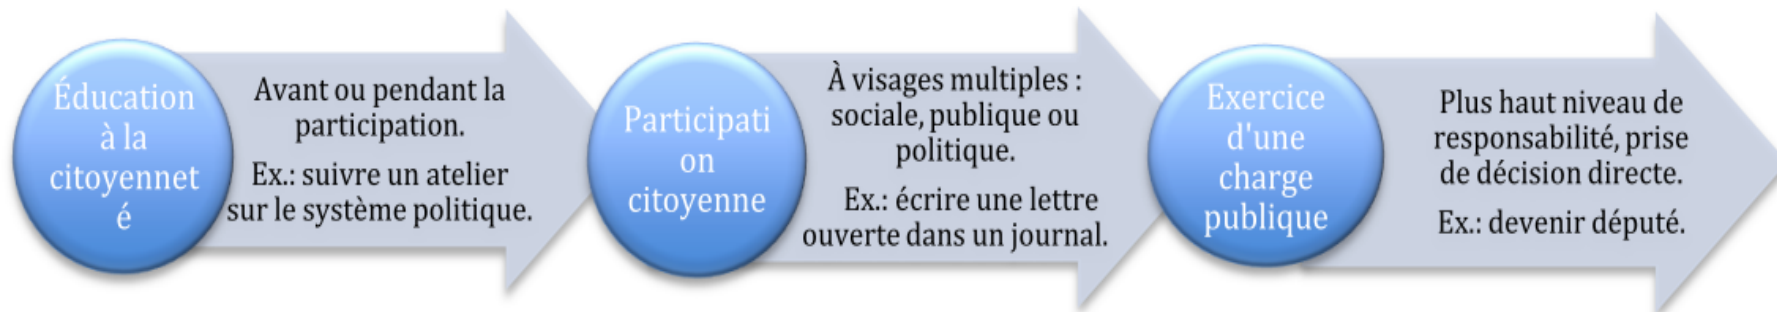 Éducation
à la
citoyennet
é
Avant ou pendant la
participation.
Ex.: suivre un atelier
sur le système politique.
Participati
on
citoyenne
À visages multiples :
sociale, publique ou
politique.
Ex.: écrire une lettre
ouverte dans un journal.
Exercice
d'une
charge
publique
Plus haut niveau de
responsabilité, prise
de décision directe.
Ex.: devenir député.